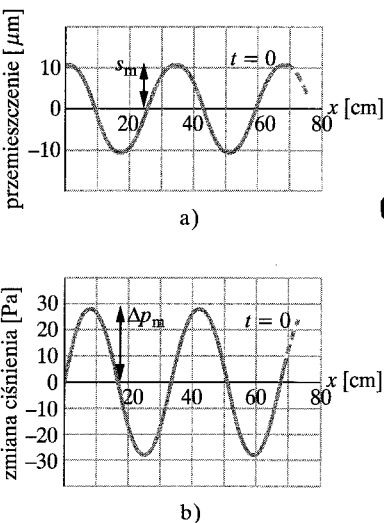 przemieszczenie [μm]
10
0
−10
s_m
t = 0
20 40 60 80
x [cm]
a)
zmiana ciśnienia [Pa]
30
20
10
0
−10
−20
−30
Δp_m
t = 0
20 40 60 80
x [cm]
b)